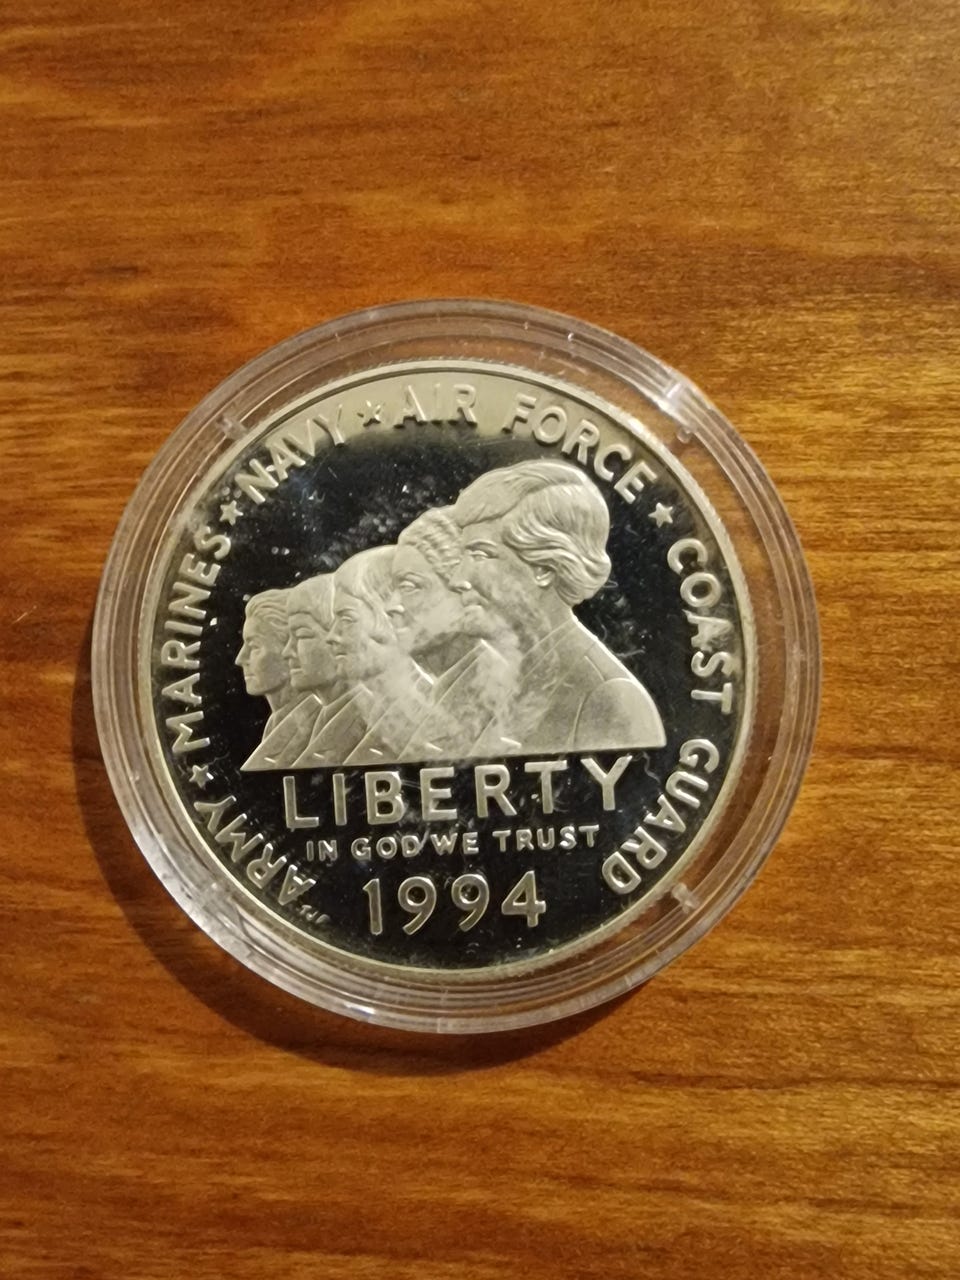 ARMY ★ MARINES ★ NAVY ★ AIR FORCE ★ COAST GUARD
LIBERTY
IN GOD WE TRUST
1994